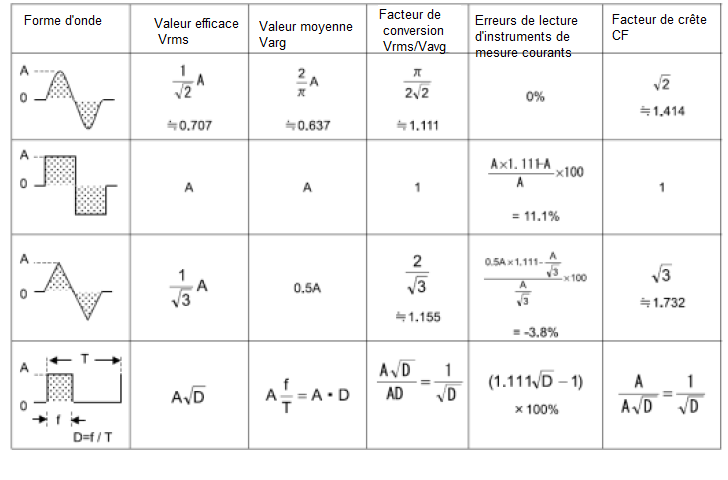 Forme d'onde
Valeur efficace
Vrms
Valeur moyenne
Varg
Facteur de
conversion
Vrms/Vavg
Erreurs de lecture
d'instruments de
mesure courants
Facteur de crête
CF
A
0
1/√2 A
≒0.707
2/π A
≒0.637
π/2√2
≒1.111
0%
√2
≒1.414
A
0
A
A
1
A×1.111-A/A ×100
= 11.1%
1
A
0
1/√3 A
0.5A
2/√3
≒1.155
0.5A×1.111-A/√3 / A/√3 ×100
= -3.8%
√3
≒1.732
T
A
0
f
D=f / T
A√D
A f/T = A • D
A√D/AD = 1/√D
(1.111√D − 1)
× 100%
A/A√D = 1/√D